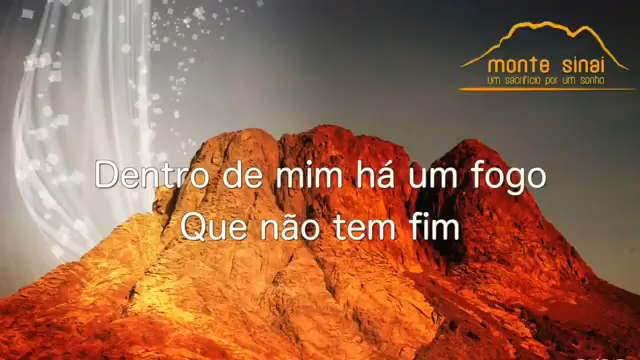 monte sinai
um sacrifício por um sonho
Dentro de mim há um fogo
Que não tem fim